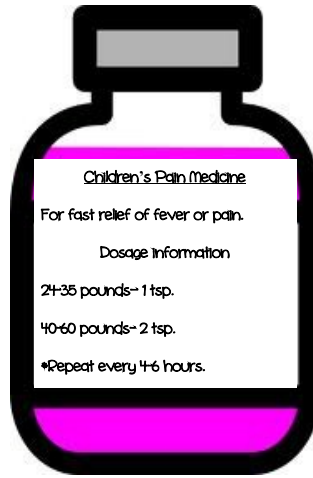 Children's Pain Medicine
For fast relief of fever or pain.
Dosage Information
24-35 pounds- 1 tsp.
40-60 pounds- 2 tsp.
*Repeat every 4-6 hours.